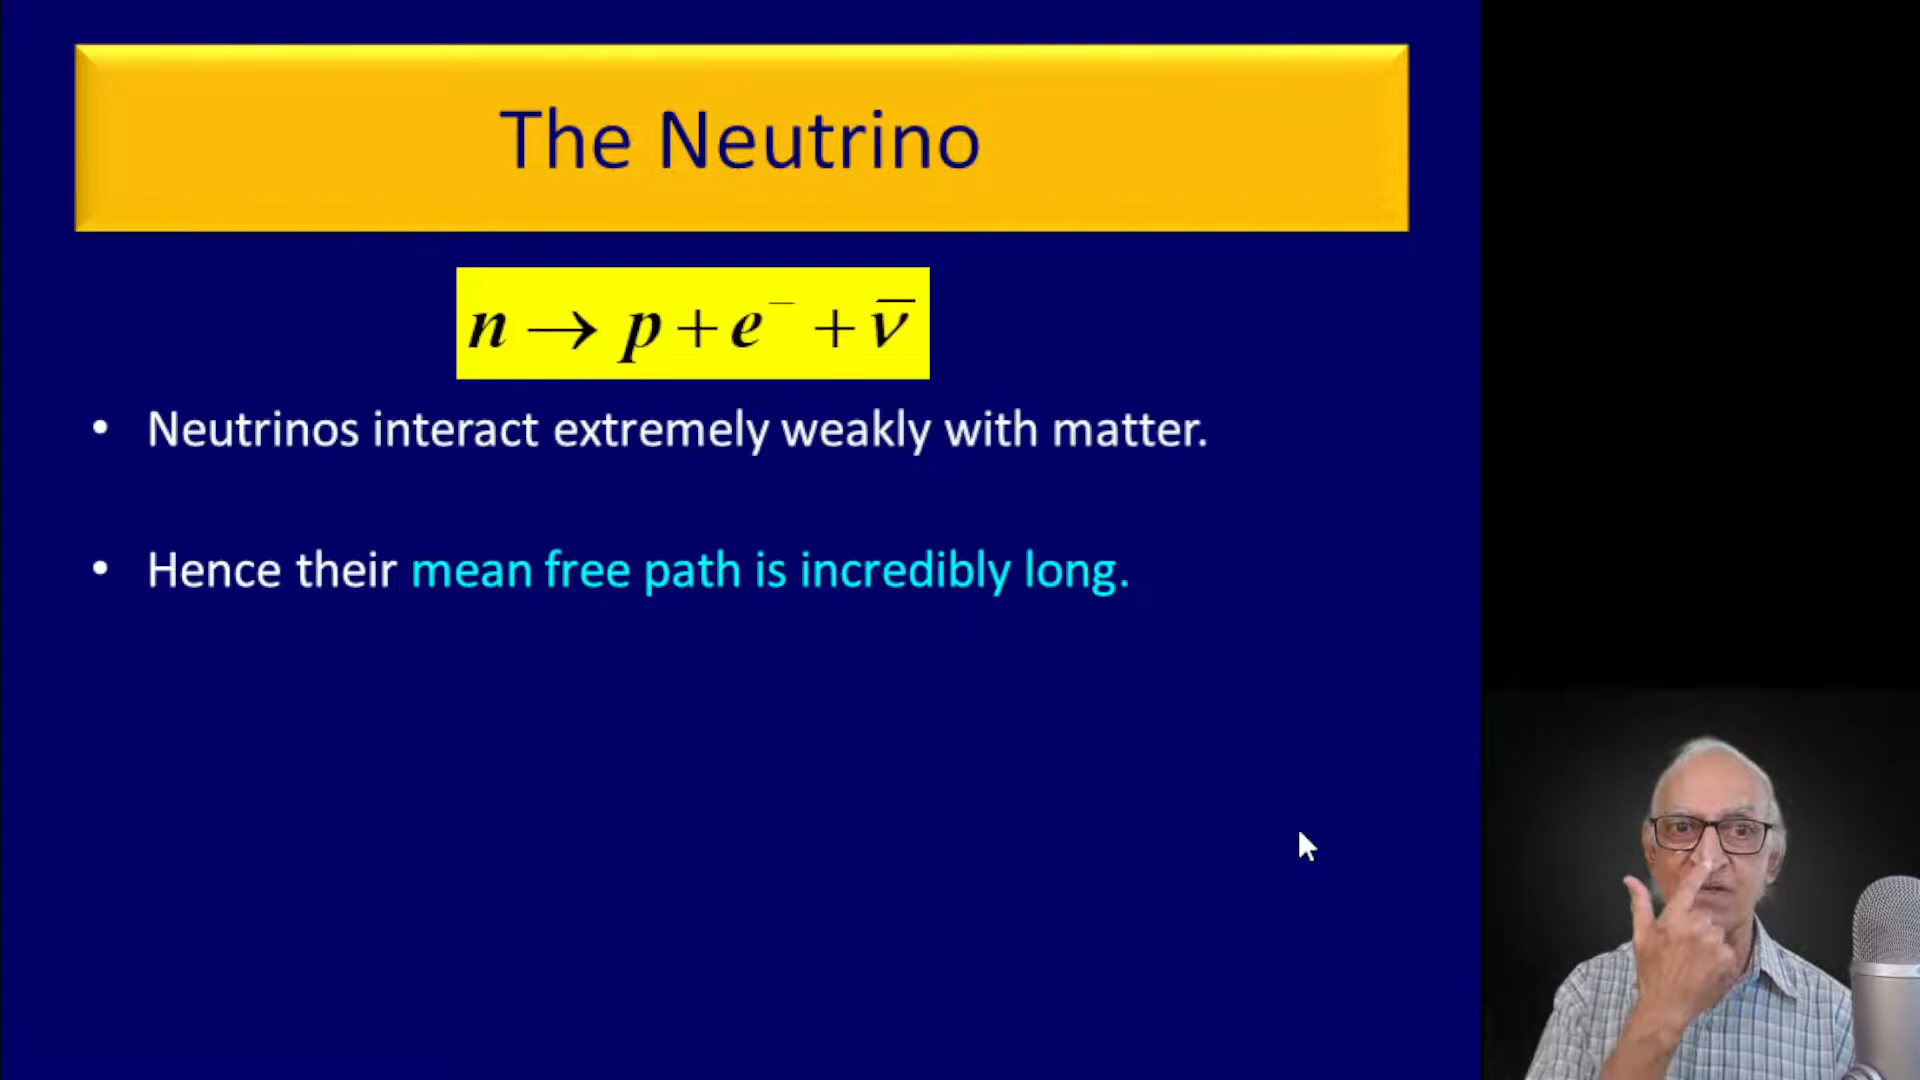 The Neutrino
n → p + e⁻ + ν̄
• Neutrinos interact extremely weakly with matter.
• Hence their mean free path is incredibly long.